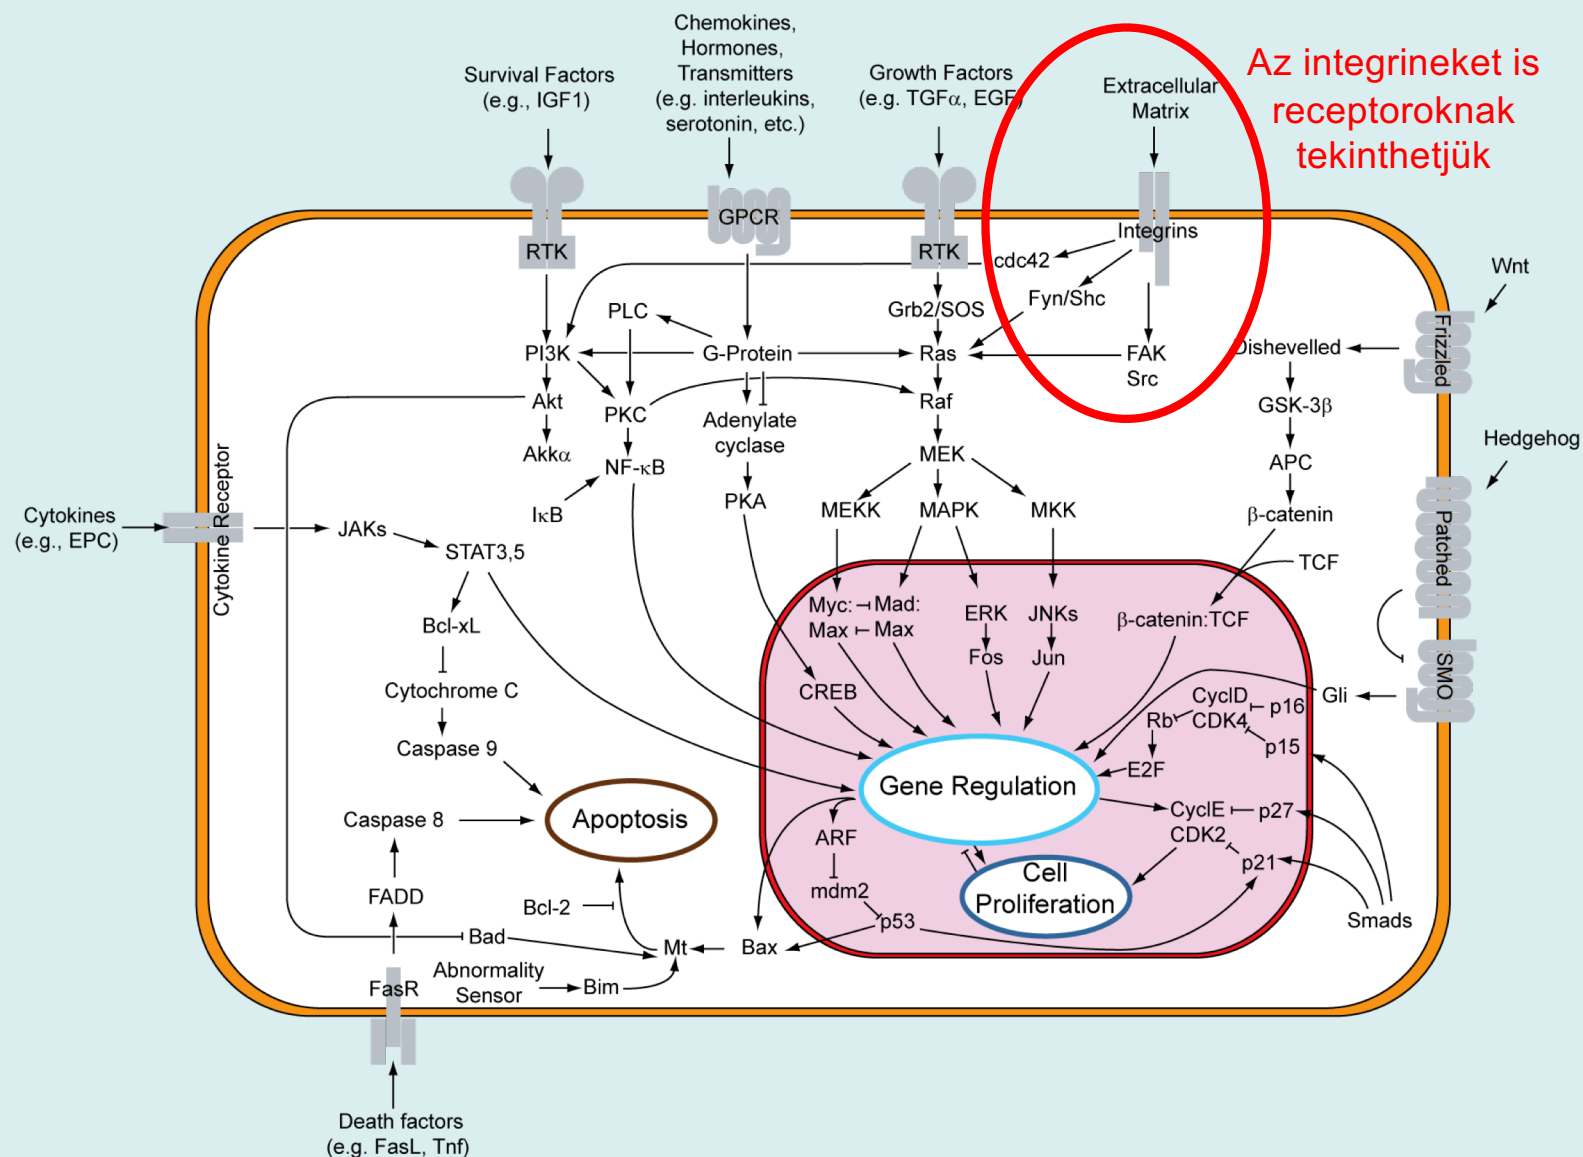 Chemokines,
Hormones,
Transmitters
(e.g. interleukins,
serotonin, etc.)
Survival Factors
(e.g., IGF1)
Growth Factors
(e.g. TGFα, EGF)
Extracellular
Matrix
Az integrineket is
receptoroknak
tekinthetjük
RTK
GPCR
RTK
Integrins
cdc42
Fyn/Shc
Grb2/SOS
PLC
PI3K
G-Protein
Ras
FAK
Src
Dishevelled
Frizzled
Wnt
Akt
PKC
Adenylate
cyclase
Raf
GSK-3β
Akkα
NF-κB
MEK
APC
Hedgehog
IκB
PKA
MEKK
MAPK
MKK
β-catenin
Patched
Cytokines
(e.g., EPC)
Cytokine Receptor
JAKs
STAT3,5
TCF
Myc:
Mad:
Max
Max
ERK
JNKs
β-catenin:TCF
Bcl-xL
Fos
Jun
SMO
Cytochrome C
CREB
CyclD
CDK4
p16
Gli
Rb
p15
Caspase 9
E2F
Gene Regulation
CyclE
CDK2
p27
Caspase 8
Apoptosis
ARF
p21
Cell
Proliferation
FADD
Bcl-2
mdm2
p53
Smads
Bad
Mt
Bax
Abnormality
Sensor
Bim
FasR
Death factors
(e.g. FasL, Tnf)